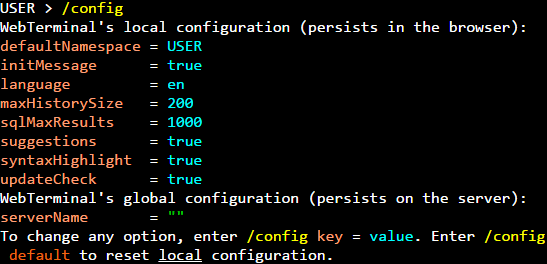 USER > /config
WebTerminal's local configuration (persists in the browser):
defaultNamespace = USER
initMessage      = true
language         = en
maxHistorySize   = 200
sqlMaxResults    = 1000
suggestions      = true
syntaxHighlight  = true
updateCheck      = true
WebTerminal's global configuration (persists on the server):
serverName       = ""
To change any option, enter /config key = value. Enter /config
 default to reset local configuration.